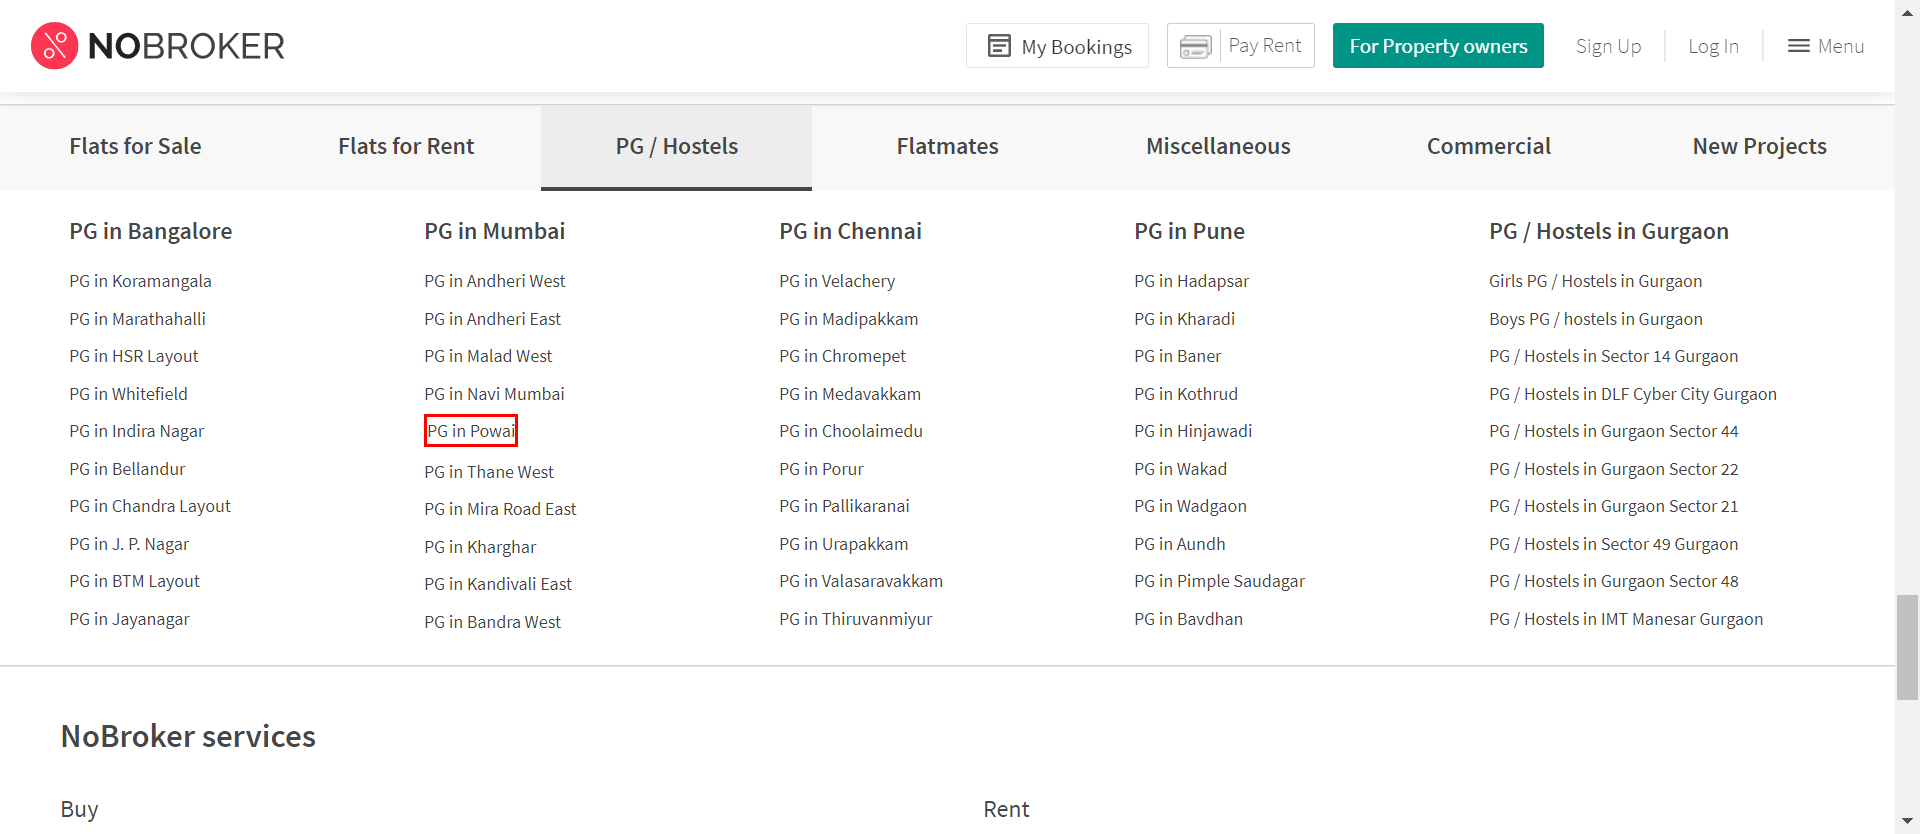 NOBROKER
My Bookings
Pay Rent
For Property owners
Sign Up
Log In
Menu
Flats for Sale
Flats for Rent
PG / Hostels
Flatmates
Miscellaneous
Commercial
New Projects
PG in Bangalore
PG in Koramangala
PG in Marathahalli
PG in HSR Layout
PG in Whitefield
PG in Indira Nagar
PG in Bellandur
PG in Chandra Layout
PG in J. P. Nagar
PG in BTM Layout
PG in Jayanagar
PG in Mumbai
PG in Andheri West
PG in Andheri East
PG in Malad West
PG in Navi Mumbai
PG in Powai
PG in Thane West
PG in Mira Road East
PG in Kharghar
PG in Kandivali East
PG in Bandra West
PG in Chennai
PG in Velachery
PG in Madipakkam
PG in Chromepet
PG in Medavakkam
PG in Choolaimedu
PG in Porur
PG in Pallikaranai
PG in Urapakkam
PG in Valasaravakkam
PG in Thiruvanmiyur
PG in Pune
PG in Hadapsar
PG in Kharadi
PG in Baner
PG in Kothrud
PG in Hinjawadi
PG in Wakad
PG in Wadgaon
PG in Aundh
PG in Pimple Saudagar
PG in Bavdhan
PG / Hostels in Gurgaon
Girls PG / Hostels in Gurgaon
Boys PG / hostels in Gurgaon
PG / Hostels in Sector 14 Gurgaon
PG / Hostels in DLF Cyber City Gurgaon
PG / Hostels in Gurgaon Sector 44
PG / Hostels in Gurgaon Sector 22
PG / Hostels in Gurgaon Sector 21
PG / Hostels in Sector 49 Gurgaon
PG / Hostels in Gurgaon Sector 48
PG / Hostels in IMT Manesar Gurgaon
NoBroker services
Buy
Rent